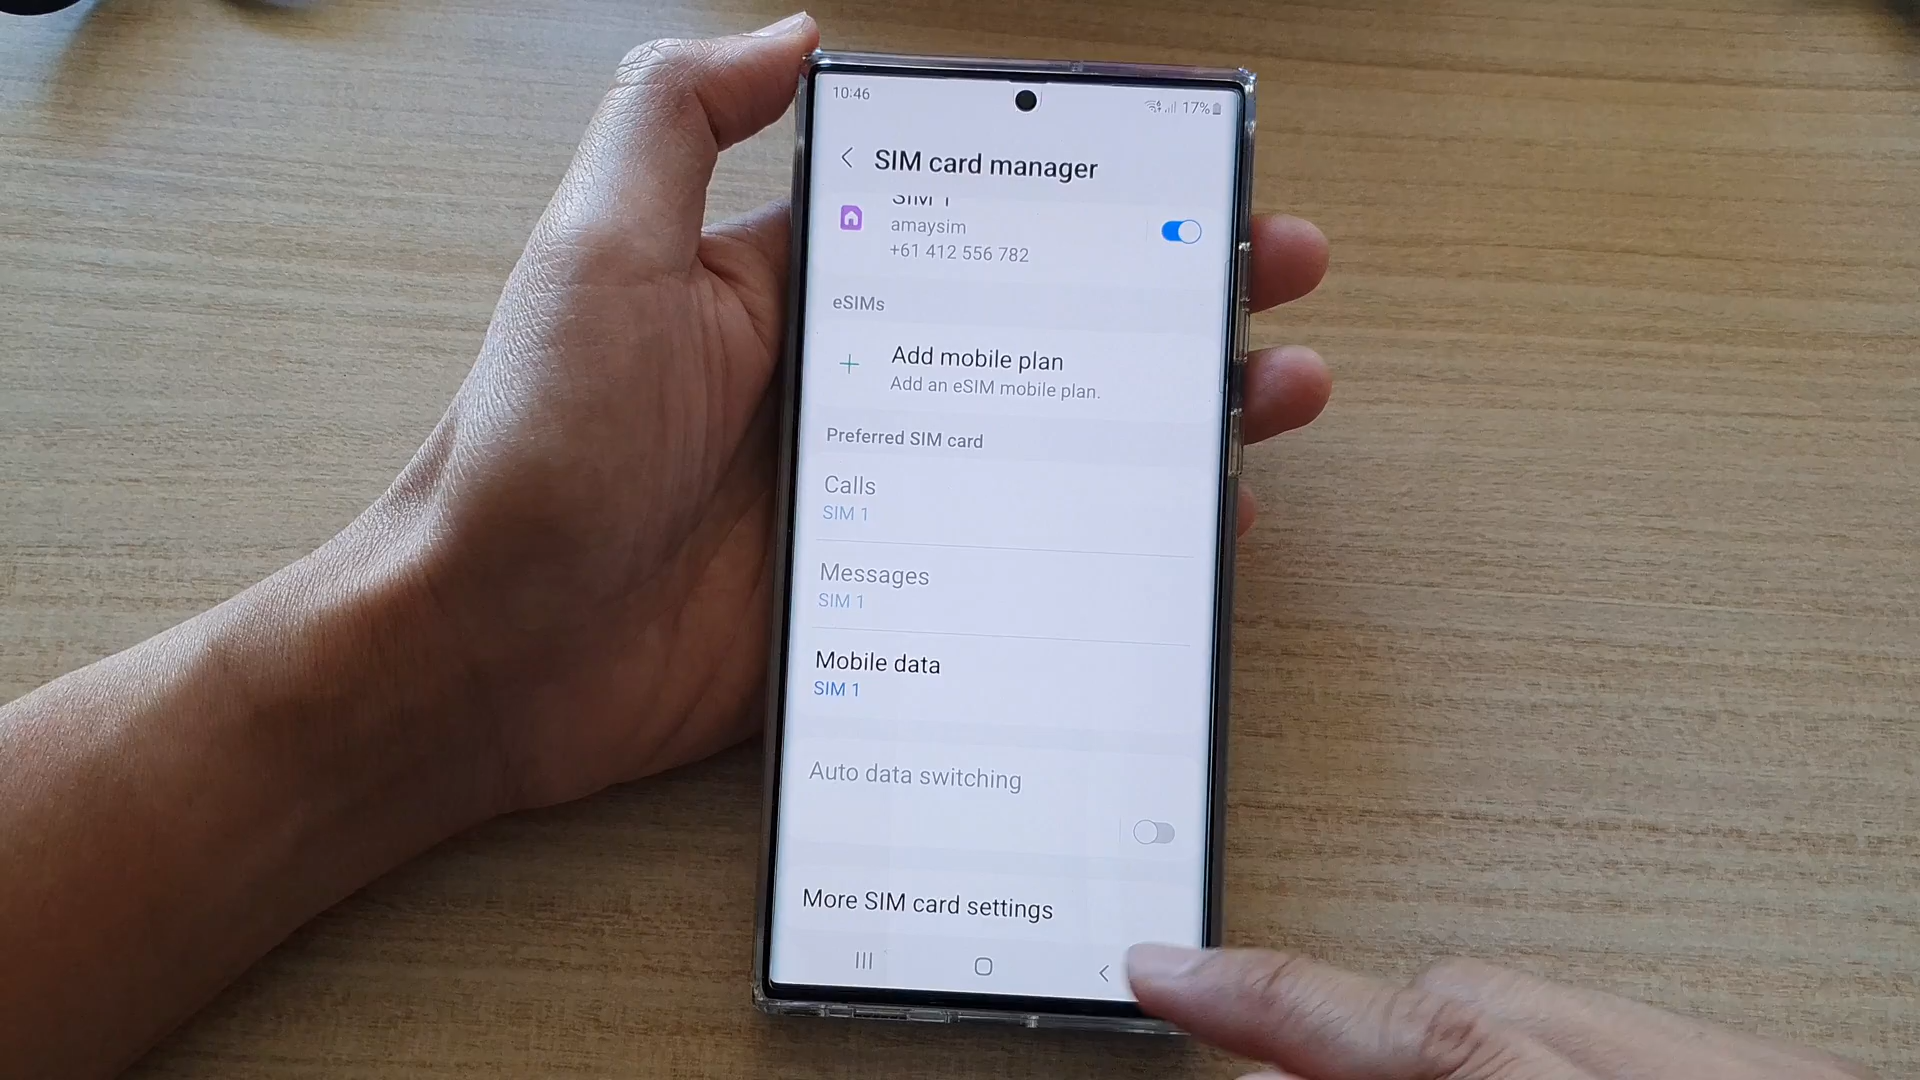 10:46
17%
SIM card manager
SIM 1
amaysim
+61 412 556 782
eSIMs
Add mobile plan
Add an eSIM mobile plan.
Preferred SIM card
Calls
SIM 1
Messages
SIM 1
Mobile data
SIM 1
Auto data switching
More SIM card settings